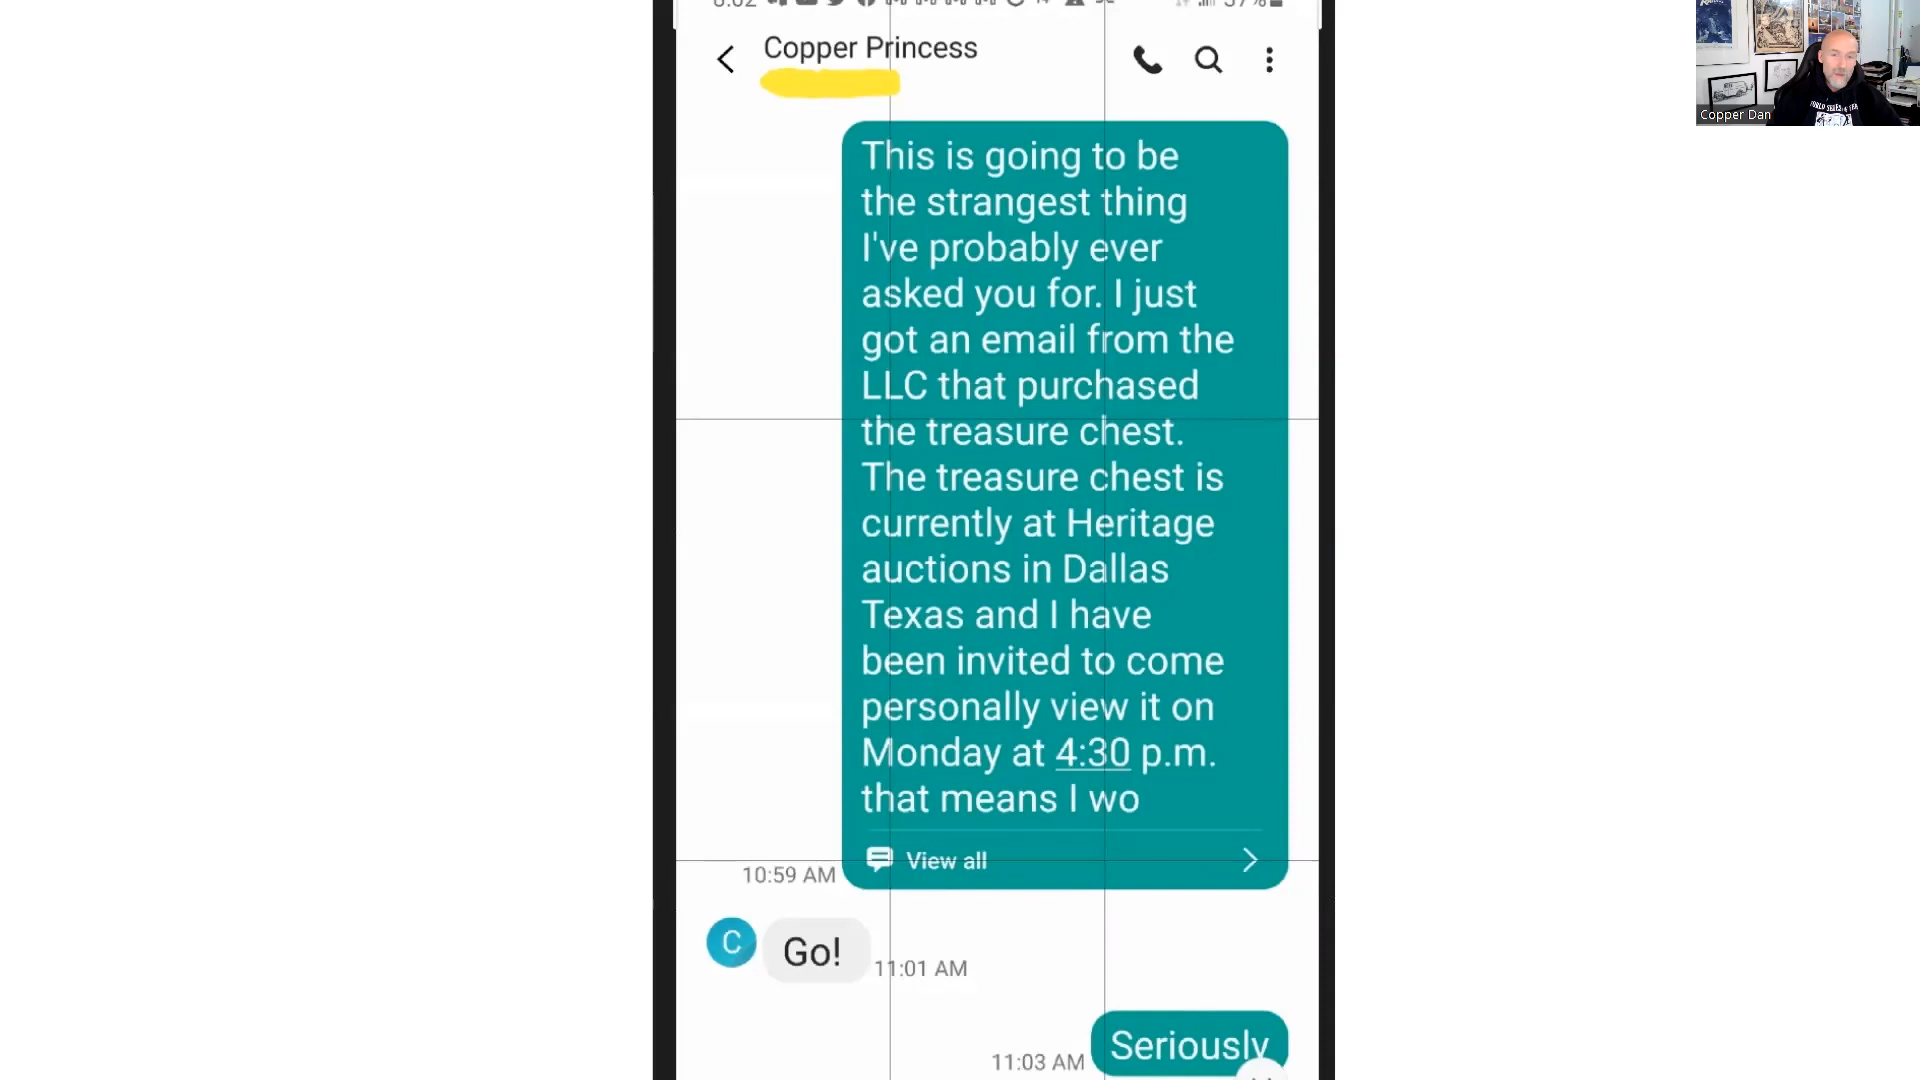 Copper Princess
This is going to be
the strangest thing
I've probably ever
asked you for. I just
got an email from the
LLC that purchased
the treasure chest.
The treasure chest is
currently at Heritage
auctions in Dallas
Texas and I have
been invited to come
personally view it on
Monday at 4:30 p.m.
that means I wo
View all
10:59 AM
C
Go!
11:01 AM
Seriously
11:03 AM
Copper Dan